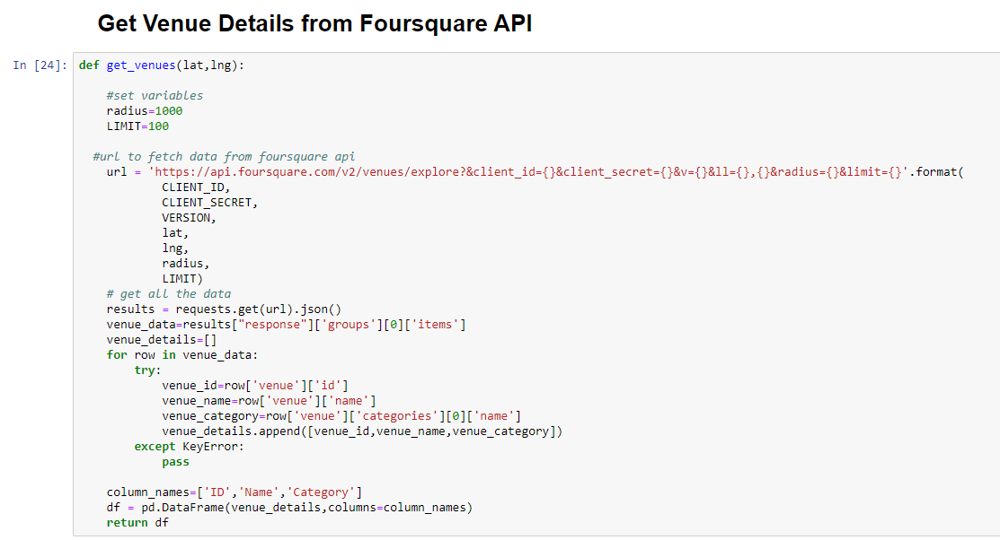 Get Venue Details from Foursquare API
In [24]: def get_venues(lat,lng):
#set variables
radius=1000
LIMIT=100
#url to fetch data from foursquare api
url = 'https://api.foursquare.com/v2/venues/explore?&client_id={}&client_secret={}&v={}&ll={},{}&radius={}&limit={}'.format(
CLIENT_ID,
CLIENT_SECRET,
VERSION,
lat,
lng,
radius,
LIMIT)
# get all the data
results = requests.get(url).json()
venue_data=results["response"]['groups'][0]['items']
venue_details=[]
for row in venue_data:
try:
venue_id=row['venue']['id']
venue_name=row['venue']['name']
venue_category=row['venue']['categories'][0]['name']
venue_details.append([venue_id,venue_name,venue_category])
except KeyError:
pass
column_names=['ID','Name','Category']
df = pd.DataFrame(venue_details,columns=column_names)
return df